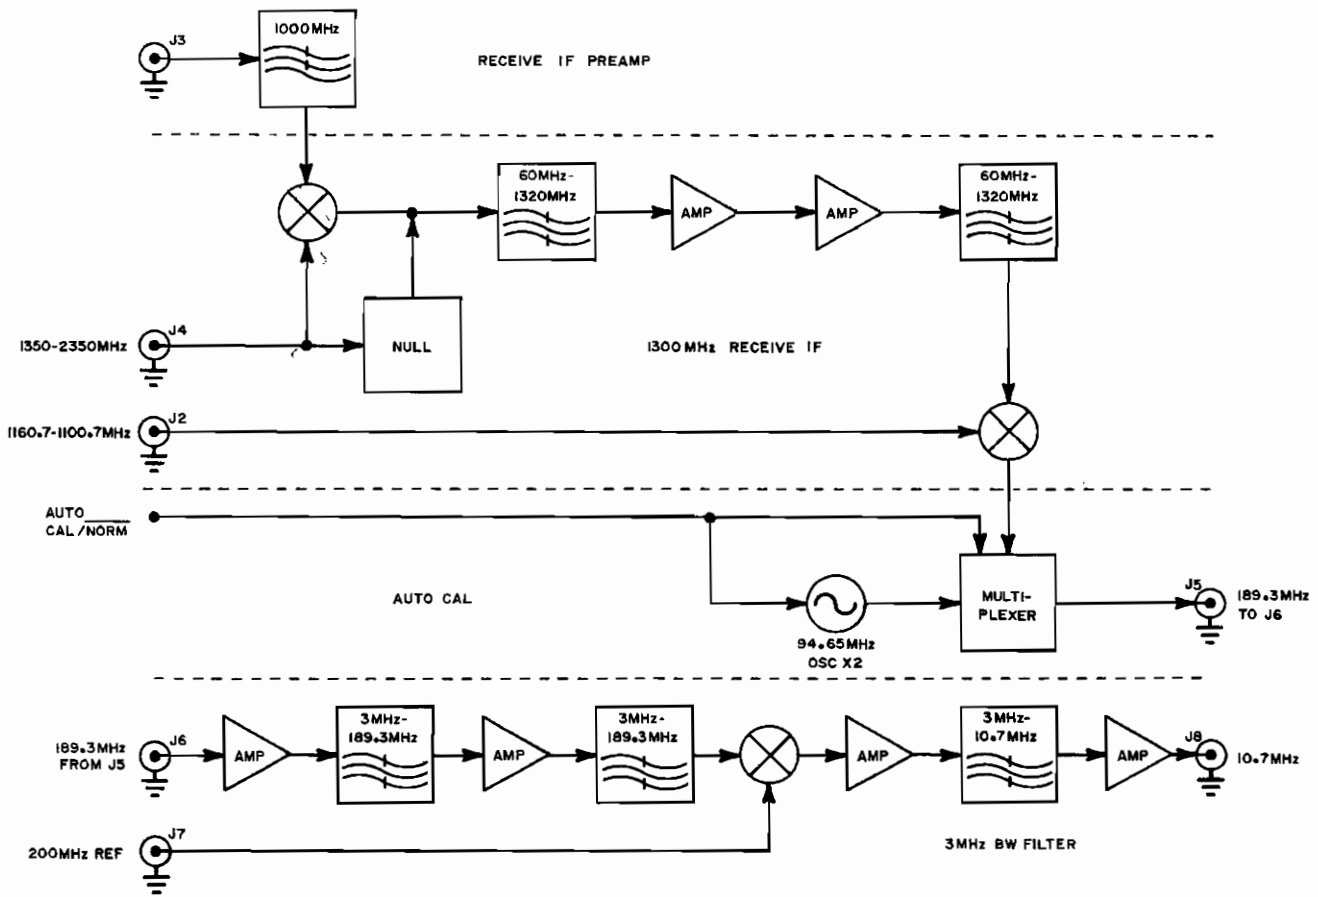 1000MHz
J3
RECEIVE IF PREAMP
60MHz-
1320MHz
AMP
AMP
60MHz-
1320MHz
J4
1350-2350MHz
NULL
1300MHz RECEIVE IF
J2
1160.7-1100.7MHz
AUTO
CAL/NORM
AUTO CAL
94.65MHz
OSC X2
MULTI-
PLEXER
J5
189.3MHz
TO J6
189.3MHz
FROM J5
J6
AMP
3MHz-
189.3MHz
AMP
3MHz-
189.3MHz
AMP
3MHz-
10.7MHz
AMP
J8
10.7MHz
J7
200MHz REF
3MHz BW FILTER